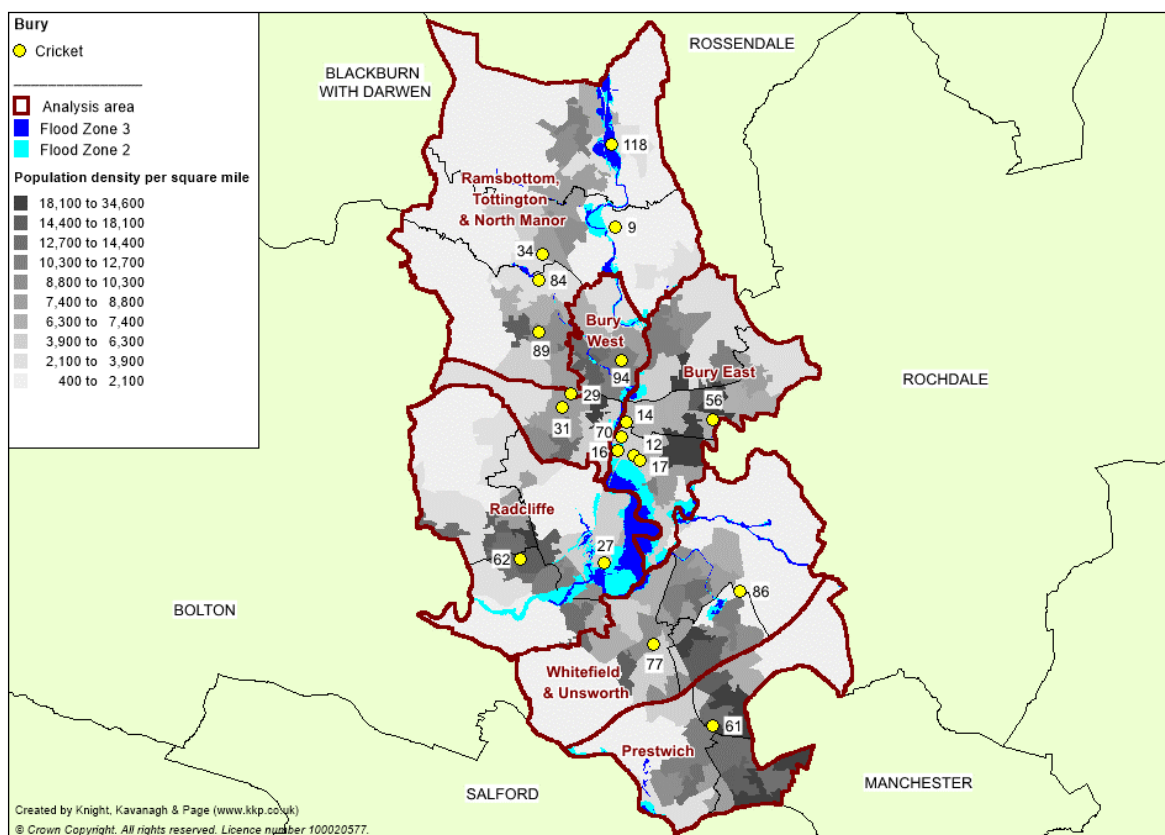 Bury
Cricket
Analysis area
Flood Zone 3
Flood Zone 2
Population density per square mile
18,100 to 34,600
14,400 to 18,100
12,700 to 14,400
10,300 to 12,700
8,800 to 10,300
7,400 to 8,800
6,300 to 7,400
3,900 to 6,300
2,100 to 3,900
400 to 2,100
ROSSENDALE
BLACKBURN
WITH DARWEN
118
Ramsbottom,
Tottington
& North Manor
9
34
84
Bury
West
89
94
Bury East
ROCHDALE
29
56
14
31
70
12
16
17
Radcliffe
27
62
86
BOLTON
77
Whitefield
& Unsworth
61
Prestwich
MANCHESTER
SALFORD
Created by Knight, Kavanagh & Page (www.kkp.co.uk)
© Crown Copyright. All rights reserved. Licence number 100020577.